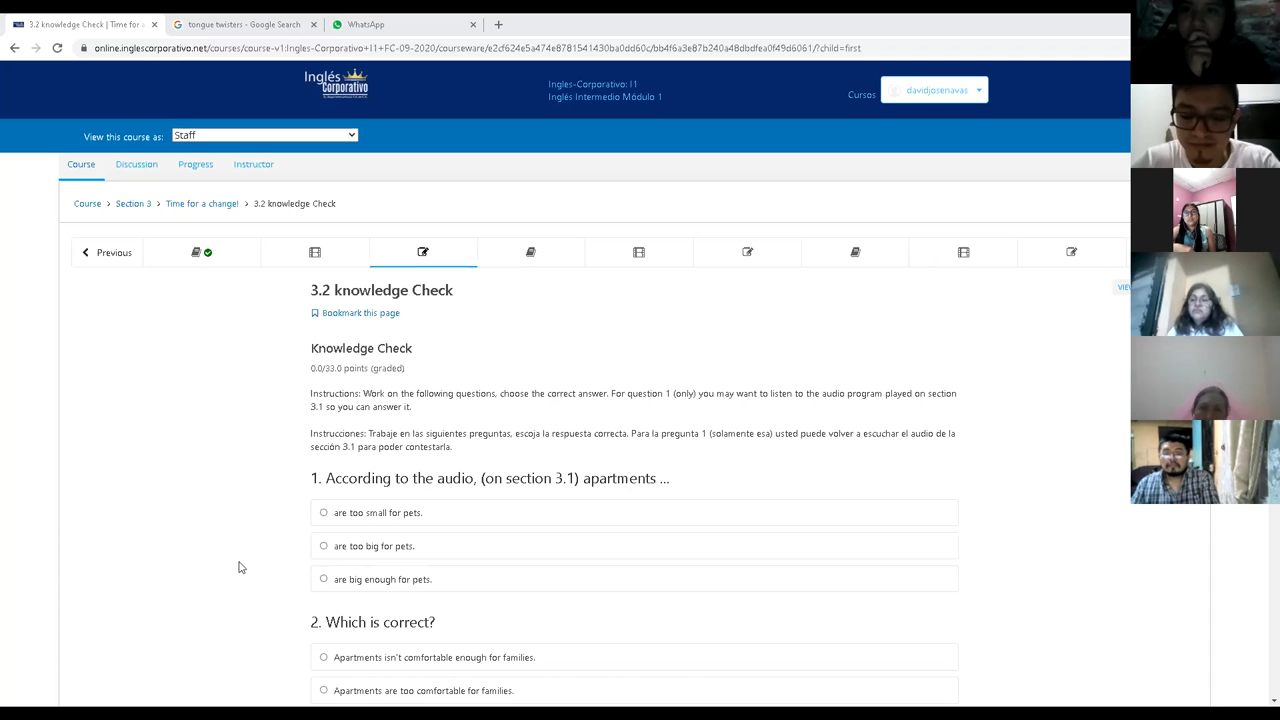 3.2 knowledge Check | Time for a
tongue twisters - Google Search
WhatsApp
online.inglescorporativo.net/courses/course-v1:Ingles-Corporativo+I1+FC-09-2020/courseware/e2cf624e5a474e8781541430ba0dd60c/bb4f6a3e87b240a48dbdfea0f49d6061/?child=first
Inglés
Corporativo
Ingles-Corporativo: I1
Inglés Intermedio Módulo 1
Cursos
davidjosenavas
View this course as:
Staff
Course
Discussion
Progress
Instructor
Course > Section 3 > Time for a change! > 3.2 knowledge Check
Previous
3.2 knowledge Check
VIEW
Bookmark this page
Knowledge Check
0.0/33.0 points (graded)
Instructions: Work on the following questions, choose the correct answer. For question 1 (only) you may want to listen to the audio program played on section
3.1 so you can answer it.
Instrucciones: Trabaje en las siguientes preguntas, escoja la respuesta correcta. Para la pregunta 1 (solamente esa) usted puede volver a escuchar el audio de la
sección 3.1 para poder contestarla.
1. According to the audio, (on section 3.1) apartments ...
are too small for pets.
are too big for pets.
are big enough for pets.
2. Which is correct?
Apartments isn't comfortable enough for families.
Apartments are too comfortable for families.